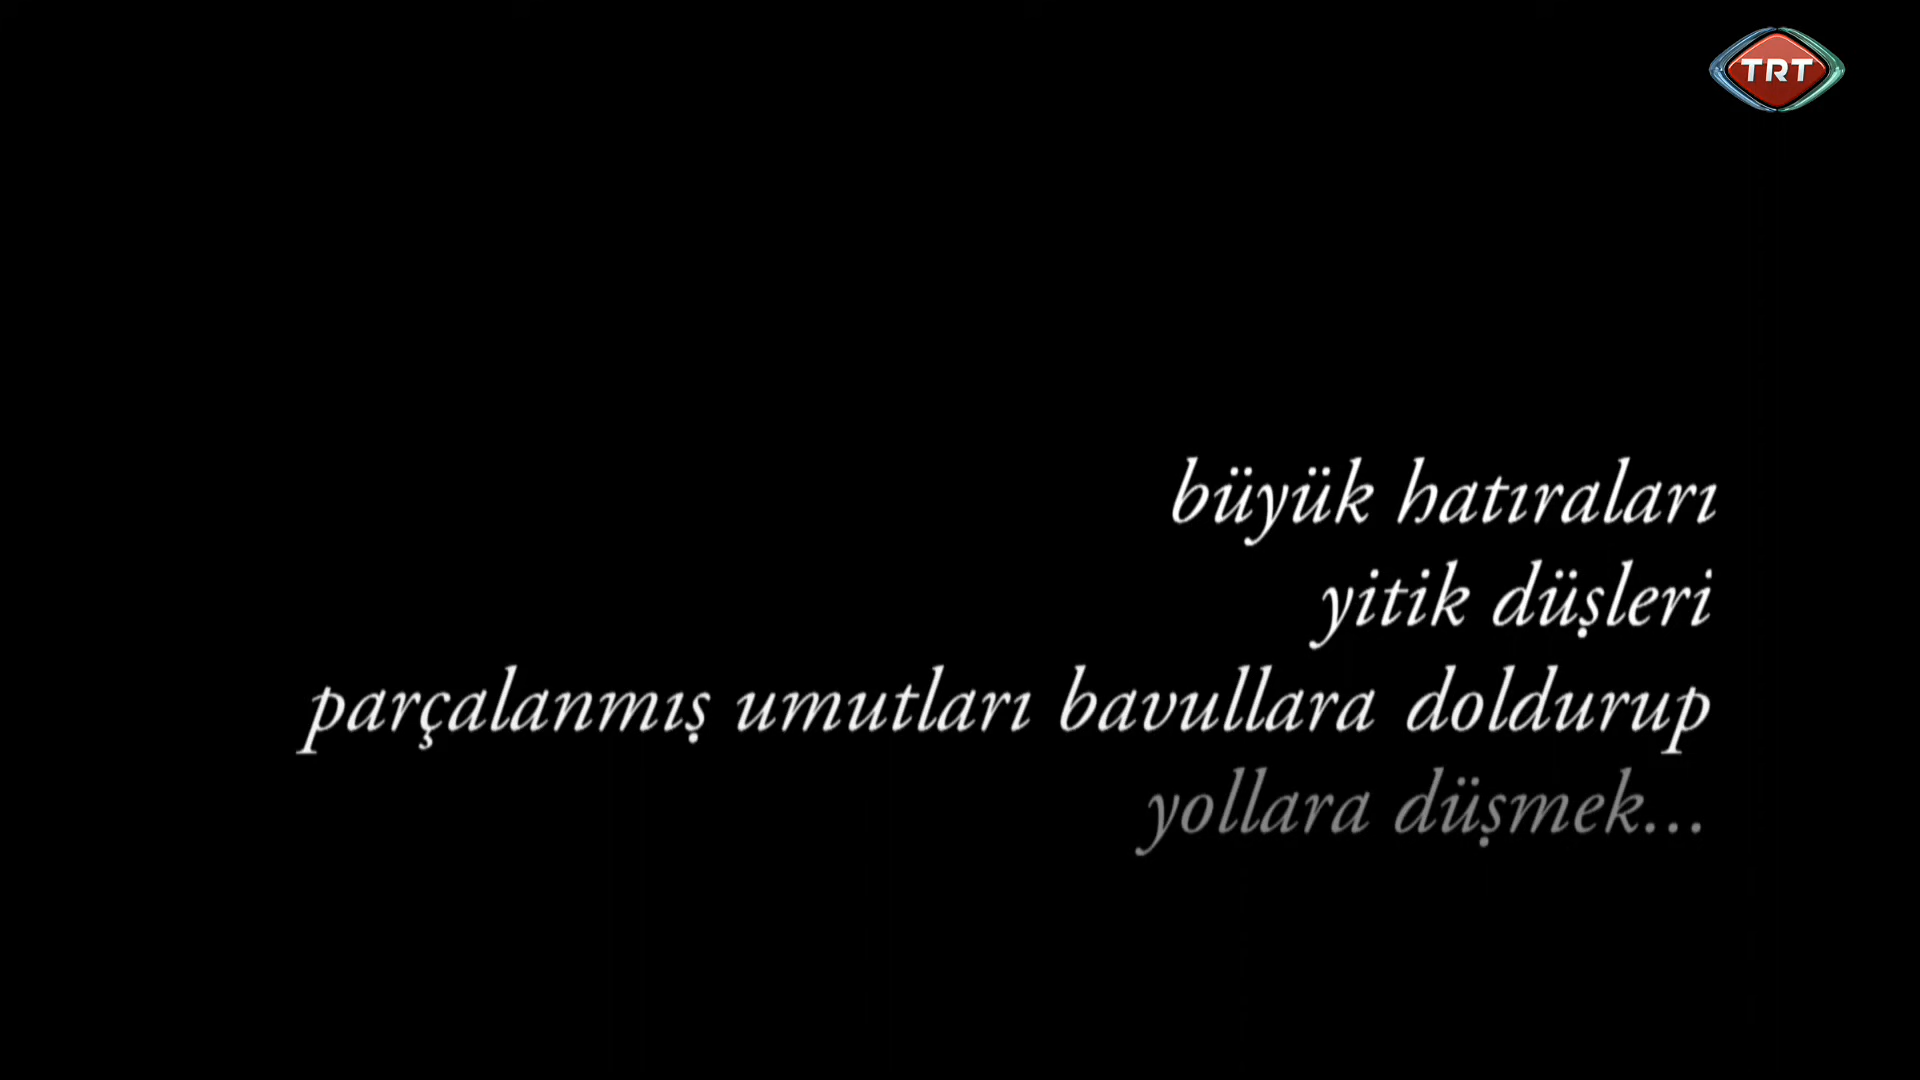 TRT
büyük hatıraları
yitik düşleri
parçalanmış umutları bavullara doldurup
yollara düşmek...